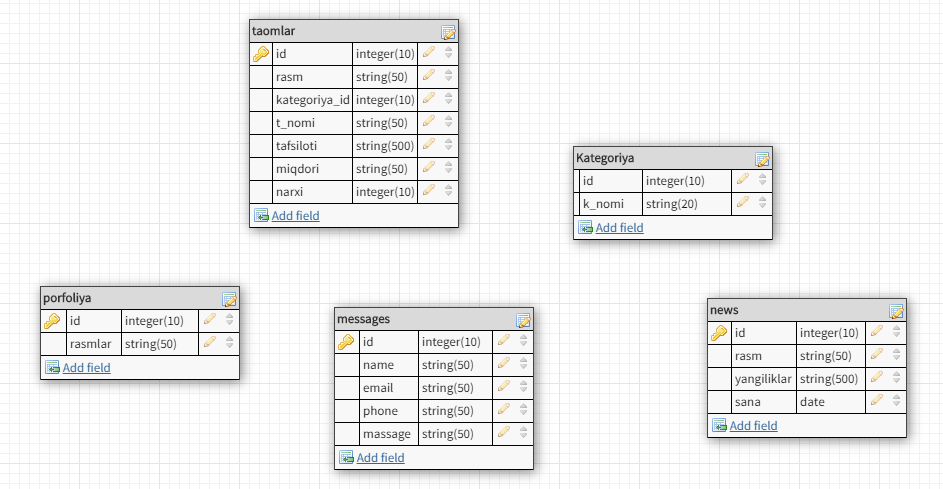 taomlar
id integer(10)
rasm string(50)
kategoriya_id integer(10)
t_nomi string(50)
tafsiloti string(500)
miqdori string(50)
narxi integer(10)
Add field
Kategoriya
id integer(10)
k_nomi string(20)
Add field
porfoliya
id integer(10)
rasmlar string(50)
Add field
messages
id integer(10)
name string(50)
email string(50)
phone string(50)
massage string(50)
Add field
news
id integer(10)
rasm string(50)
yangiliklar string(500)
sana date
Add field